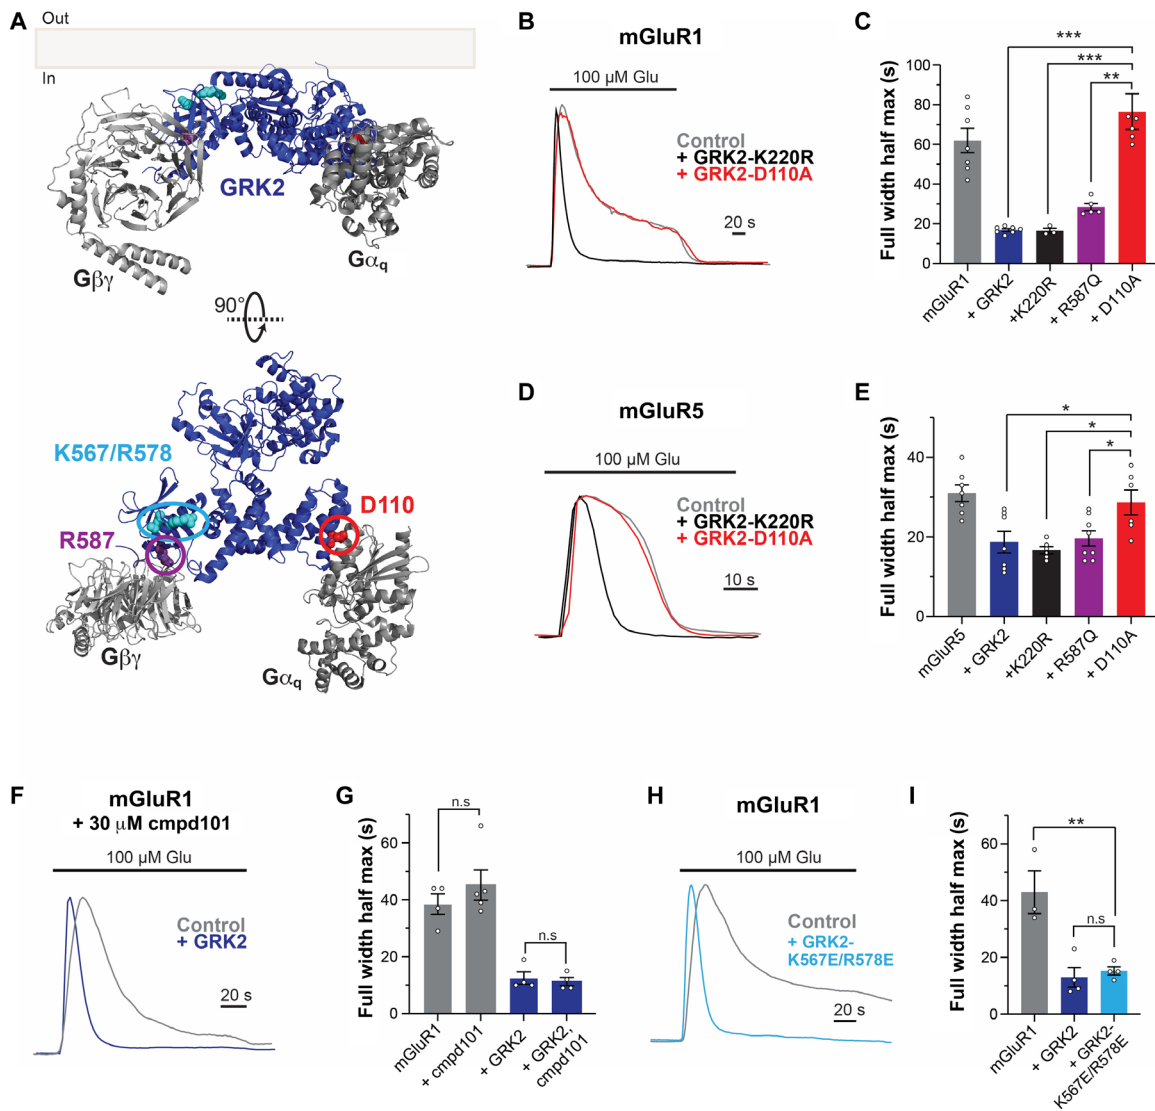 A
Out
In
GRK2
Gβγ
Gαq
90°
K567/R578
D110
R587
Gβγ
Gαq
B
mGluR1
100 µM Glu
Control
+ GRK2-K220R
+ GRK2-D110A
20 s
C
Full width half max (s)
100
80
60
40
20
0
***
***
**
mGluR1
+ GRK2
+K220R
+ R587Q
+ D110A
D
mGluR5
100 µM Glu
Control
+ GRK2-K220R
+ GRK2-D110A
10 s
E
Full width half max (s)
40
20
0
*
*
*
mGluR5
+ GRK2
+K220R
+ R587Q
+ D110A
F
mGluR1
+ 30 µM cmpd101
100 µM Glu
Control
+ GRK2
20 s
G
Full width half max (s)
60
40
20
0
n.s
n.s
mGluR1
+ cmpd101
+ GRK2
+ GRK2,
cmpd101
H
mGluR1
100 µM Glu
Control
+ GRK2-
K567E/R578E
20 s
I
Full width half max (s)
60
40
20
0
**
n.s
mGluR1
+ GRK2
+ GRK2-
K567E/R578E